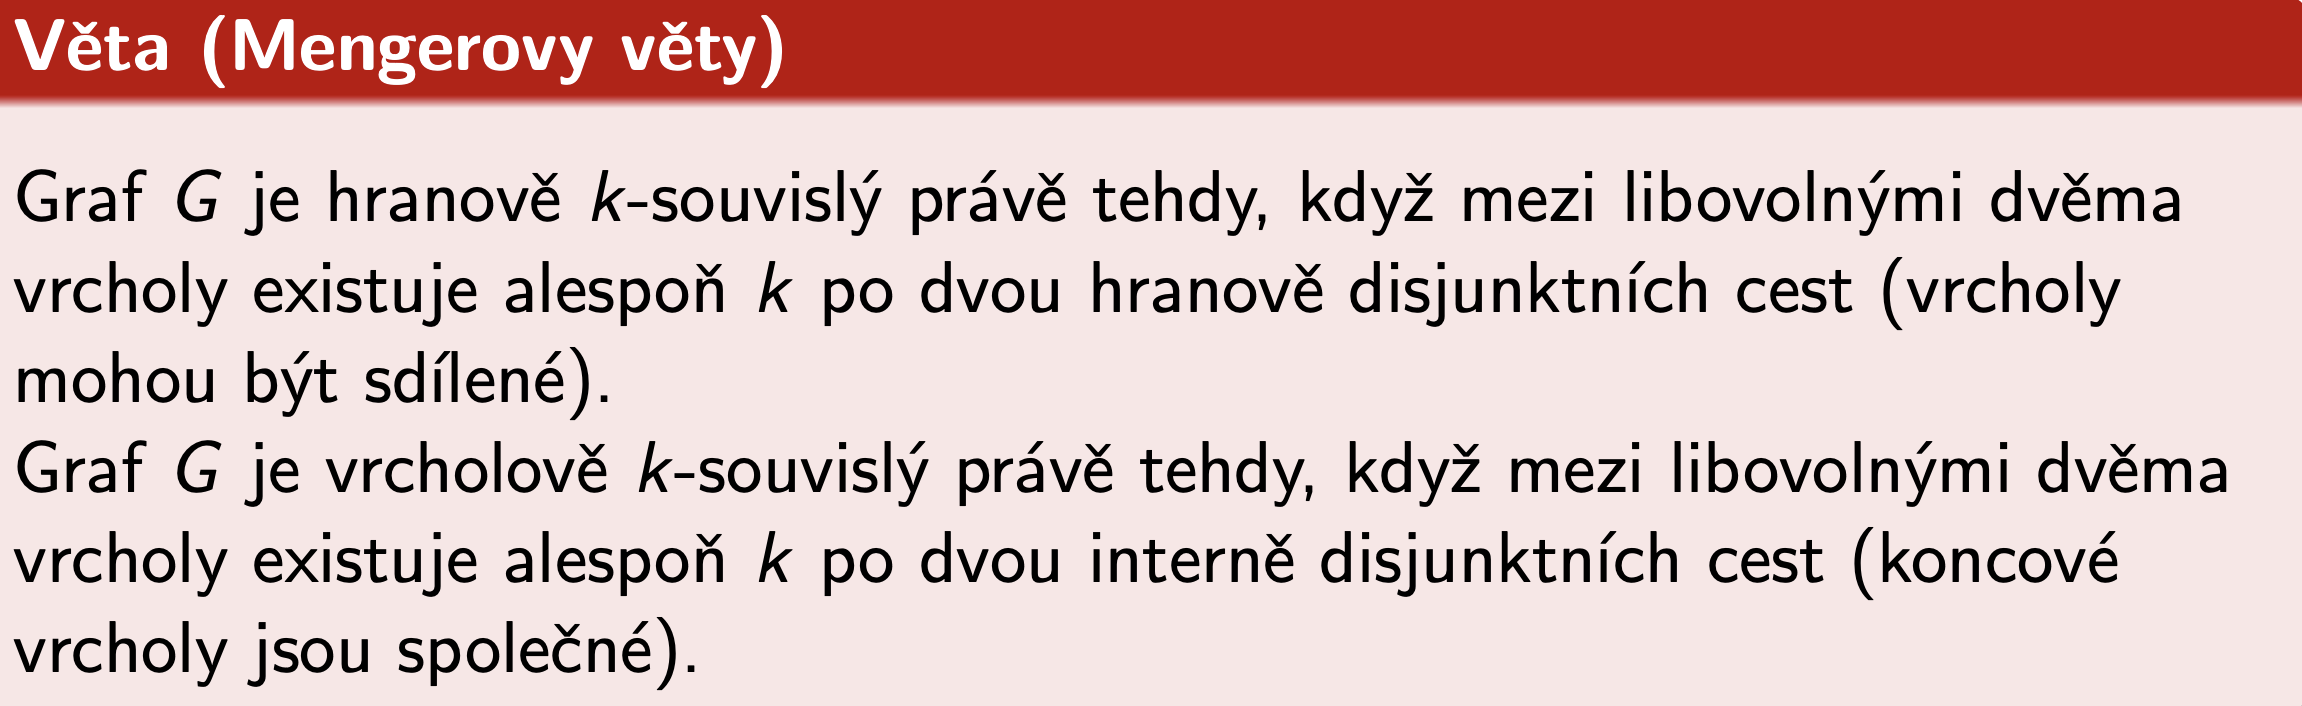 Věta (Mengerovy věty)
Graf G je hranově k-souvislý právě tehdy, když mezi libovolnými dvěma
vrcholy existuje alespoň k po dvou hranově disjunktních cest (vrcholy
mohou být sdílené).
Graf G je vrcholově k-souvislý právě tehdy, když mezi libovolnými dvěma
vrcholy existuje alespoň k po dvou interně disjunktních cest (koncové
vrcholy jsou společné).